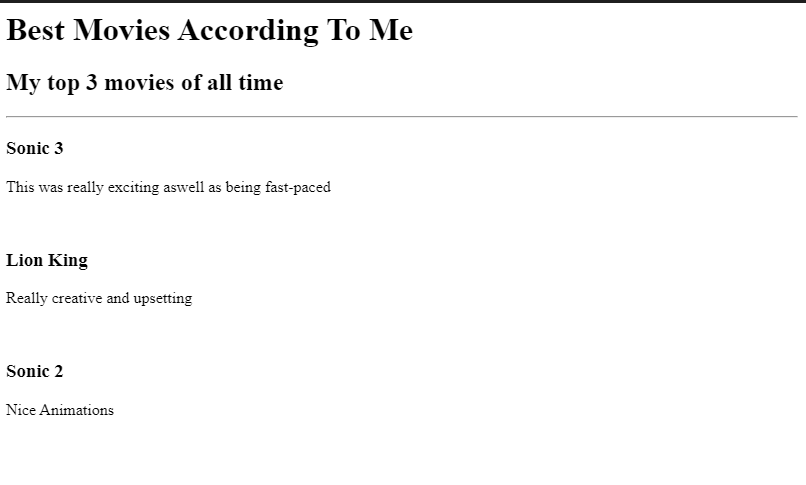 Best Movies According To Me
My top 3 movies of all time
Sonic 3
This was really exciting aswell as being fast-paced
Lion King
Really creative and upsetting
Sonic 2
Nice Animations